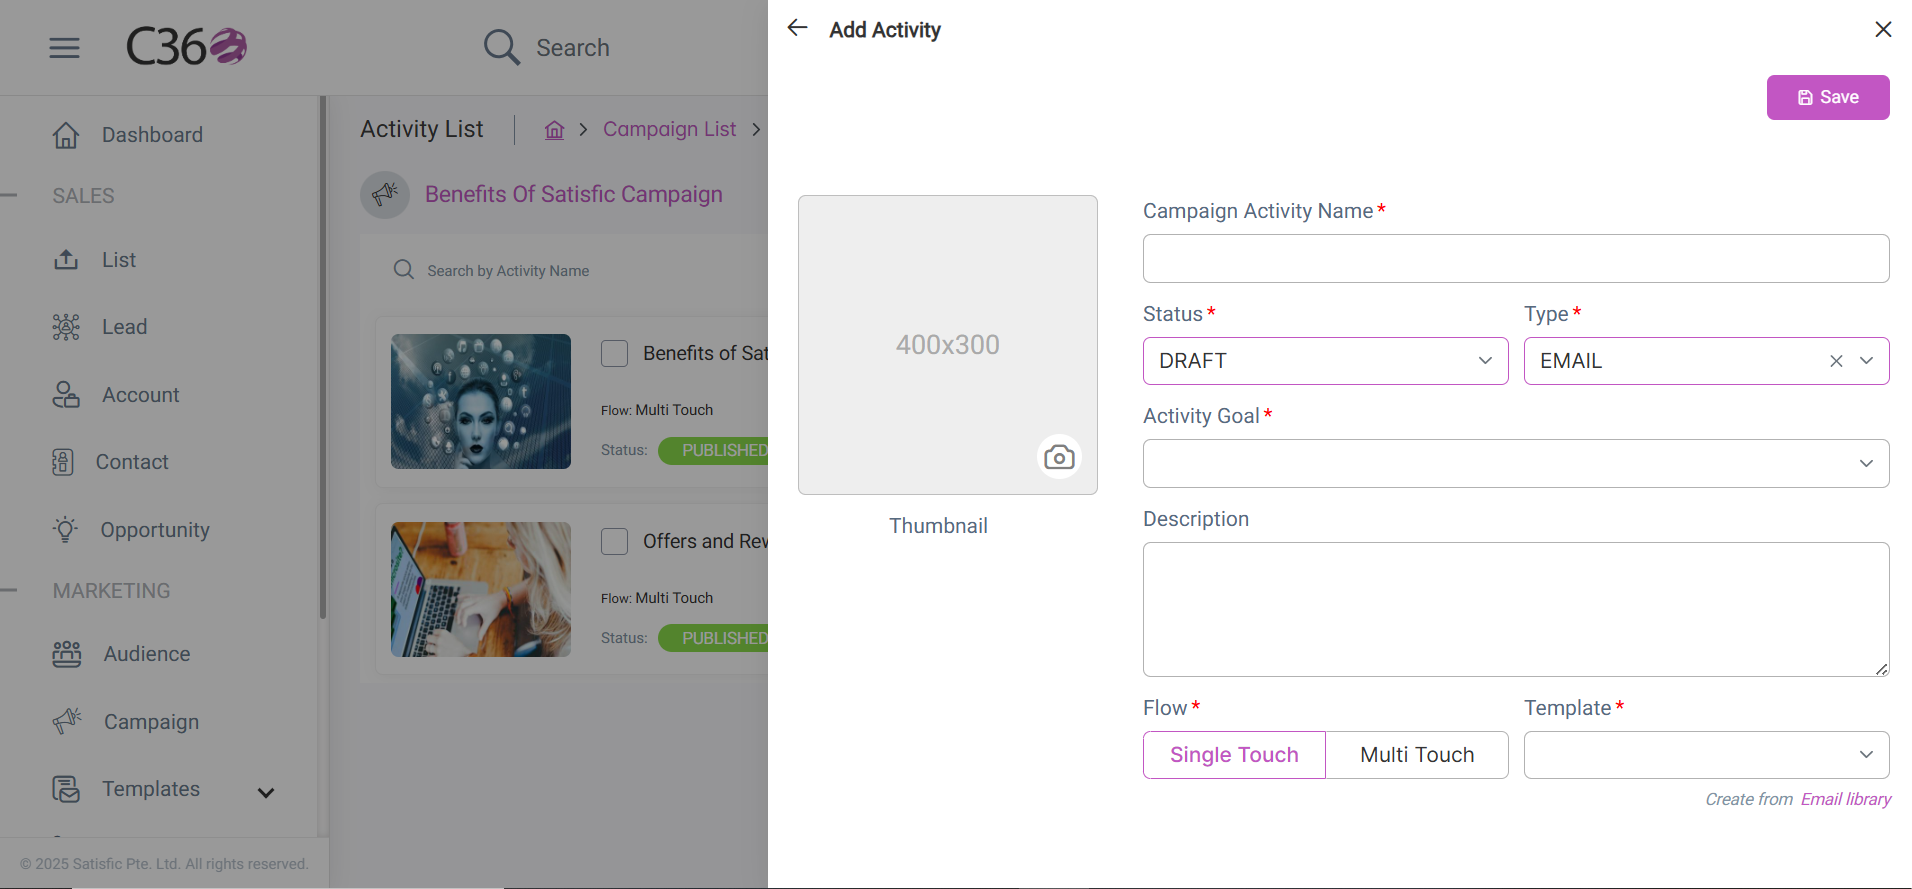 C360
Search
Add Activity
Save
Dashboard
SALES
List
Lead
Account
Contact
Opportunity
MARKETING
Audience
Campaign
Templates
© 2025 Satisfic Pte. Ltd. All rights reserved.
Activity List
Campaign List
Benefits Of Satisfic Campaign
Search by Activity Name
Benefits of Sat
Flow: Multi Touch
Status: PUBLISHED
Offers and Rew
Flow: Multi Touch
Status: PUBLISHED
400x300
Thumbnail
Campaign Activity Name *
Status *
Type *
DRAFT
EMAIL
Activity Goal *
Description
Flow *
Template *
Single Touch
Multi Touch
Create from Email library